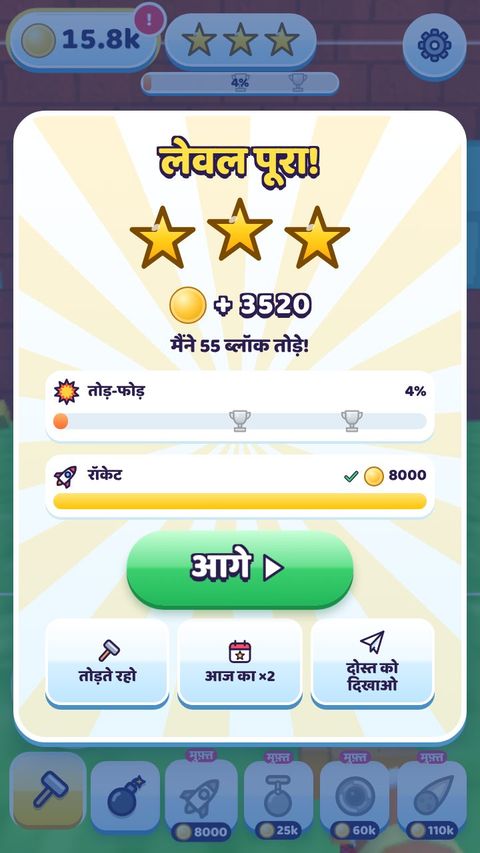 15.8k
!
4%
लेवल पूरा!
+ 3520
मैंने 55 ब्लॉक तोड़े!
तोड़-फोड़ 4%
रॉकेट 8000
आगे
तोड़ते रहो
आज का ×2
दोस्त को
दिखाओ
मुफ़्त मुफ़्त मुफ़्त मुफ़्त
8000 25k 60k 110k